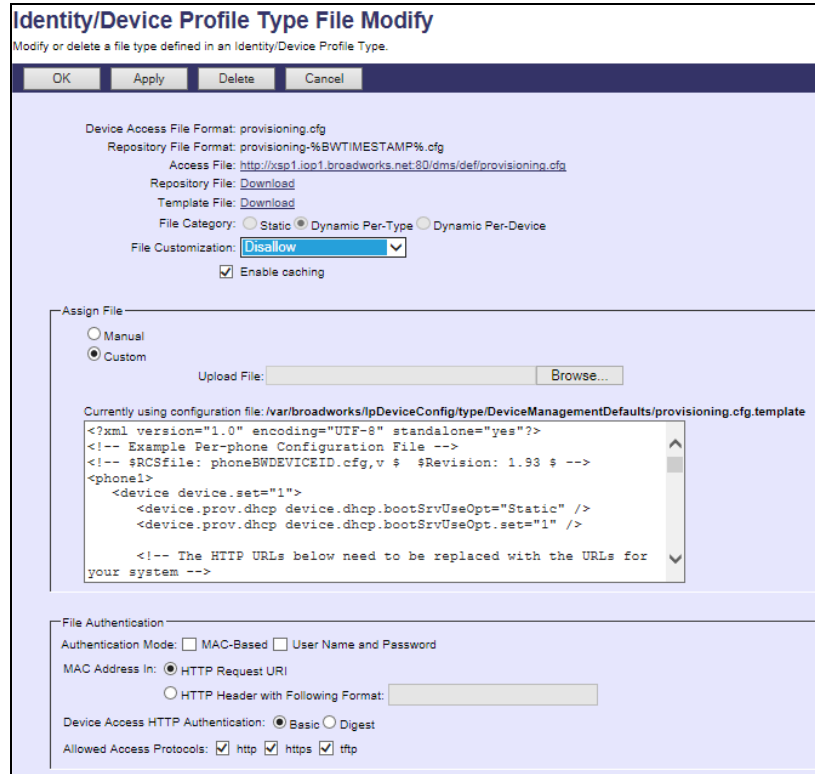 Identity/Device Profile Type File Modify
Modify or delete a file type defined in an Identity/Device Profile Type.
OK Apply Delete Cancel
Device Access File Format: provisioning.cfg
Repository File Format: provisioning-%BWTIMESTAMP%.cfg
Access File: http://xsp1.iop1.broadworks.net:80/dms/def/provisioning.cfg
Repository File: Download
Template File: Download
File Category: Static Dynamic Per-Type Dynamic Per-Device
File Customization: Disallow
Enable caching
Assign File
Manual
Custom
Upload File: Browse...
Currently using configuration file: /var/broadworks/IpDeviceConfig/type/DeviceManagementDefaults/provisioning.cfg.template
<?xml version="1.0" encoding="UTF-8" standalone="yes"?>
<!-- Example Per-phone Configuration File -->
<!-- $RCSfile: phoneBWDEVICEID.cfg,v $  $Revision: 1.93 $ -->
<phone1>
<device device.set="1">
<device.prov.dhcp device.dhcp.bootSrvUseOpt="Static" />
<device.prov.dhcp device.dhcp.bootSrvUseOpt.set="1" />
<!-- The HTTP URLs below need to be replaced with the URLs for
your system -->
File Authentication
Authentication Mode: MAC-Based User Name and Password
MAC Address In: HTTP Request URI
HTTP Header with Following Format:
Device Access HTTP Authentication: Basic Digest
Allowed Access Protocols: http https tftp